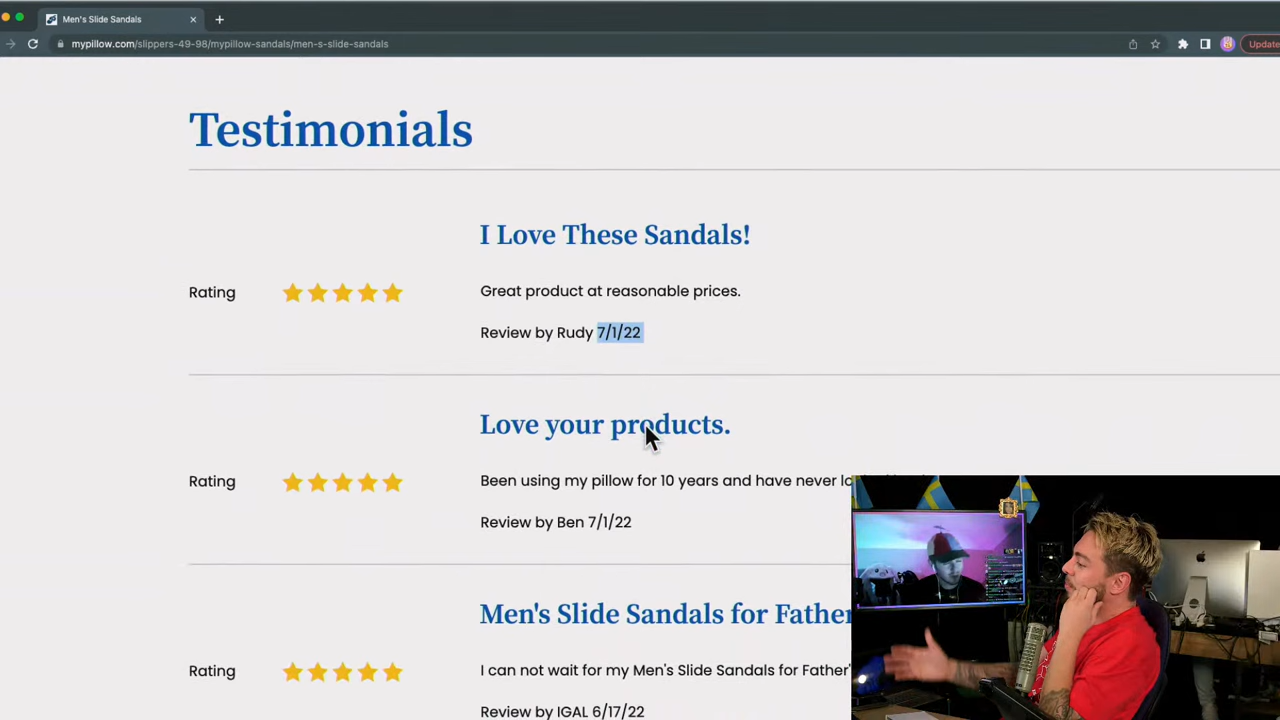 Men's Slide Sandals
mypillow.com/slippers-49-98/mypillow-sandals/men-s-slide-sandals
Update
Testimonials
I Love These Sandals!
Rating
Great product at reasonable prices.
Review by Rudy 7/1/22
Love your products.
Rating
Been using my pillow for 10 years and have never
Review by Ben 7/1/22
Men's Slide Sandals for Father
Rating
I can not wait for my Men's Slide Sandals for Father'
Review by IGAL 6/17/22